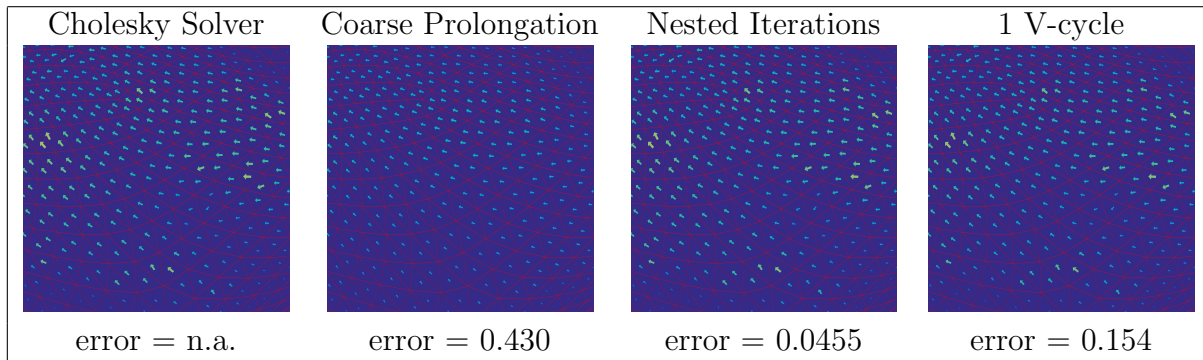 Cholesky Solver Coarse Prolongation Nested Iterations 1 V-cycle
error = n.a. error = 0.430 error = 0.0455 error = 0.154